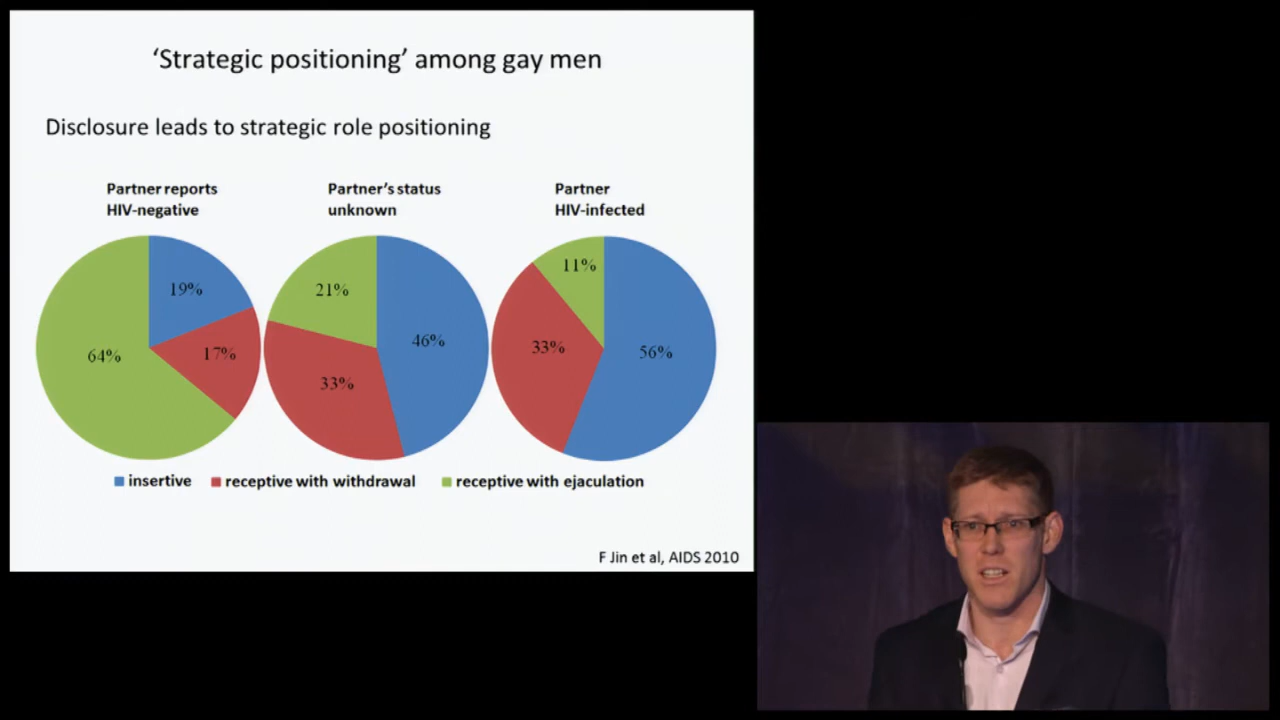 ‘Strategic positioning’ among gay men
Disclosure leads to strategic role positioning
Partner reports
HIV-negative
Partner’s status
unknown
Partner
HIV-infected
19%
17%
64%
21%
46%
33%
11%
33%
56%
insertive
receptive with withdrawal
receptive with ejaculation
F Jin et al, AIDS 2010